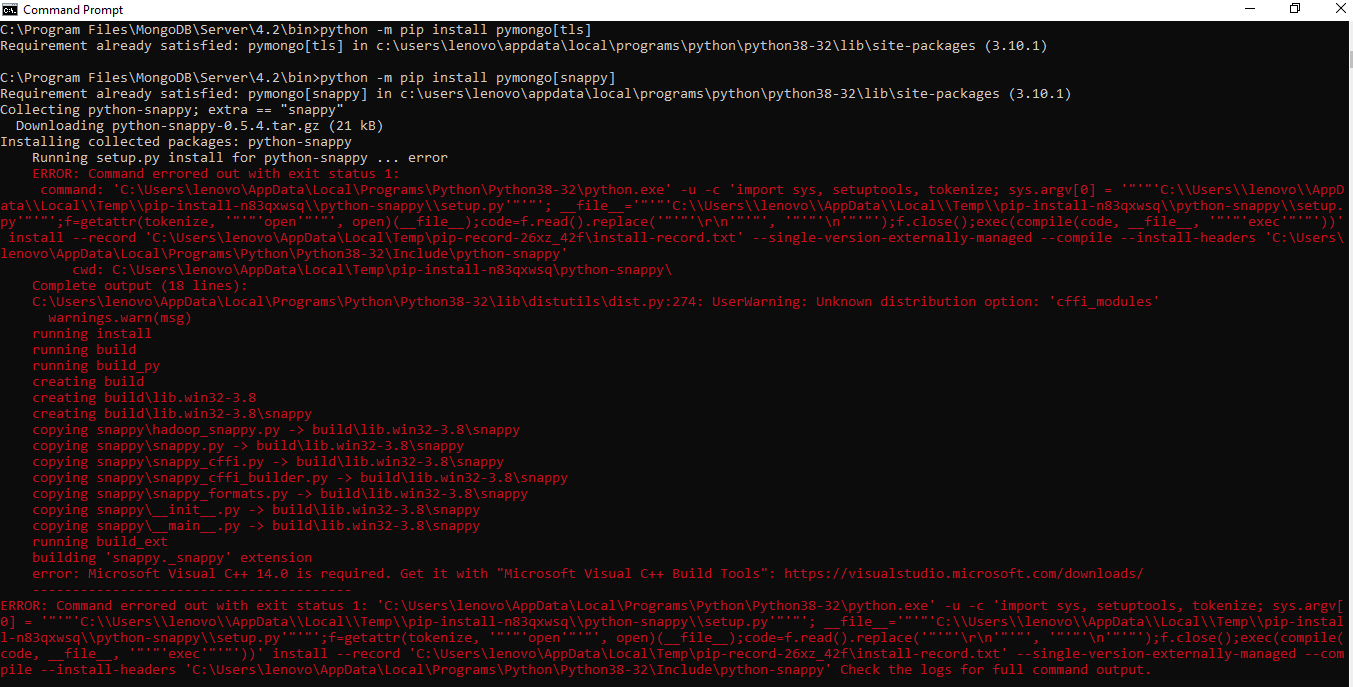 Command Prompt
C:\Program Files\MongoDB\Server\4.2\bin>python -m pip install pymongo[tls]
Requirement already satisfied: pymongo[tls] in c:\users\lenovo\appdata\local\programs\python\python38-32\lib\site-packages (3.10.1)
C:\Program Files\MongoDB\Server\4.2\bin>python -m pip install pymongo[snappy]
Requirement already satisfied: pymongo[snappy] in c:\users\lenovo\appdata\local\programs\python\python38-32\lib\site-packages (3.10.1)
Collecting python-snappy; extra == "snappy"
  Downloading python-snappy-0.5.4.tar.gz (21 kB)
Installing collected packages: python-snappy
    Running setup.py install for python-snappy ... error
    ERROR: Command errored out with exit status 1:
     command: 'C:\Users\lenovo\AppData\Local\Programs\Python\Python38-32\python.exe' -u -c 'import sys, setuptools, tokenize; sys.argv[0] = '"'"'C:\\Users\\lenovo\\AppD
ata\\Local\\Temp\\pip-install-n83qxwsq\\python-snappy\\setup.py'"'"'; __file__='"'"'C:\\Users\\lenovo\\AppData\\Local\\Temp\\pip-install-n83qxwsq\\python-snappy\\setup.
py'"'"';f=getattr(tokenize, '"'"'open'"'"', open)(__file__);code=f.read().replace('"'"'\r\n'"'"', '"'"'\n'"'"');f.close();exec(compile(code, __file__, '"'"'exec'"'"'))'
 install --record 'C:\Users\lenovo\AppData\Local\Temp\pip-record-26xz_42f\install-record.txt' --single-version-externally-managed --compile --install-headers 'C:\Users\
lenovo\AppData\Local\Programs\Python\Python38-32\Include\python-snappy'
         cwd: C:\Users\lenovo\AppData\Local\Temp\pip-install-n83qxwsq\python-snappy\
    Complete output (18 lines):
    C:\Users\lenovo\AppData\Local\Programs\Python\Python38-32\lib\distutils\dist.py:274: UserWarning: Unknown distribution option: 'cffi_modules'
      warnings.warn(msg)
    running install
    running build
    running build_py
    creating build
    creating build\lib.win32-3.8
    creating build\lib.win32-3.8\snappy
    copying snappy\hadoop_snappy.py -> build\lib.win32-3.8\snappy
    copying snappy\snappy.py -> build\lib.win32-3.8\snappy
    copying snappy\snappy_cffi.py -> build\lib.win32-3.8\snappy
    copying snappy\snappy_cffi_builder.py -> build\lib.win32-3.8\snappy
    copying snappy\snappy_formats.py -> build\lib.win32-3.8\snappy
    copying snappy\__init__.py -> build\lib.win32-3.8\snappy
    copying snappy\__main__.py -> build\lib.win32-3.8\snappy
    running build_ext
    building 'snappy._snappy' extension
    error: Microsoft Visual C++ 14.0 is required. Get it with "Microsoft Visual C++ Build Tools": https://visualstudio.microsoft.com/downloads/
    ----------------------------------------
ERROR: Command errored out with exit status 1: 'C:\Users\lenovo\AppData\Local\Programs\Python\Python38-32\python.exe' -u -c 'import sys, setuptools, tokenize; sys.argv[
0] = '"'"'C:\\Users\\lenovo\\AppData\\Local\\Temp\\pip-install-n83qxwsq\\python-snappy\\setup.py'"'"'; __file__='"'"'C:\\Users\\lenovo\\AppData\\Local\\Temp\\pip-instal
l-n83qxwsq\\python-snappy\\setup.py'"'"';f=getattr(tokenize, '"'"'open'"'"', open)(__file__);code=f.read().replace('"'"'\r\n'"'"', '"'"'\n'"'"');f.close();exec(compile(
code, __file__, '"'"'exec'"'"'))' install --record 'C:\Users\lenovo\AppData\Local\Temp\pip-record-26xz_42f\install-record.txt' --single-version-externally-managed --com
pile --install-headers 'C:\Users\lenovo\AppData\Local\Programs\Python\Python38-32\Include\python-snappy' Check the logs for full command output.